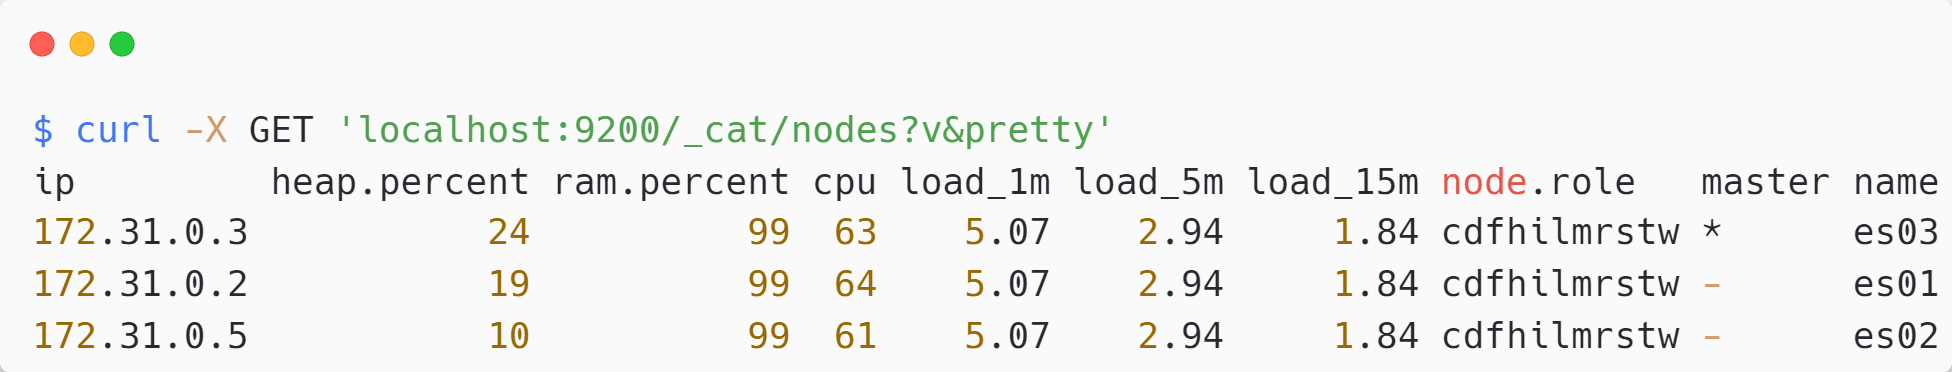 $ curl -X GET 'localhost:9200/_cat/nodes?v&pretty'
ip         heap.percent ram.percent cpu load_1m load_5m load_15m node.role   master name
172.31.0.3           24          99  63    5.07    2.94     1.84 cdfhilmrstw *      es03
172.31.0.2           19          99  64    5.07    2.94     1.84 cdfhilmrstw -      es01
172.31.0.5           10          99  61    5.07    2.94     1.84 cdfhilmrstw -      es02